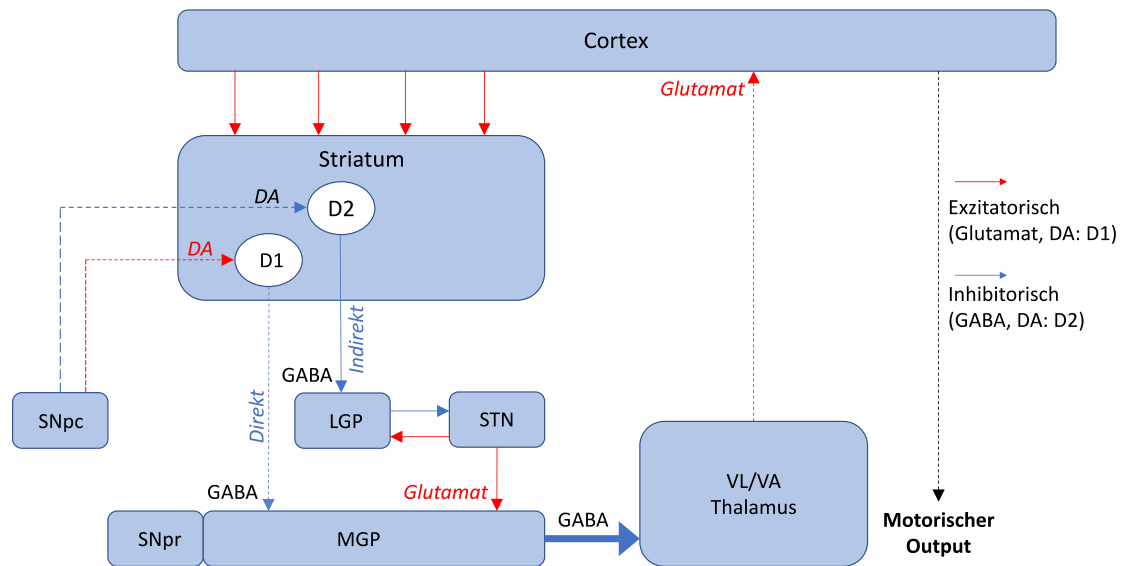 Cortex
Glutamat
Striatum
DA
D2
DA
D1
Exzitatorisch
(Glutamat, DA: D1)
Inhibitorisch
(GABA, DA: D2)
Indirekt
Direkt
GABA
SNpc
LGP
STN
GABA
Glutamat
VL/VA
Thalamus
SNpr
MGP
GABA
Motorischer
Output